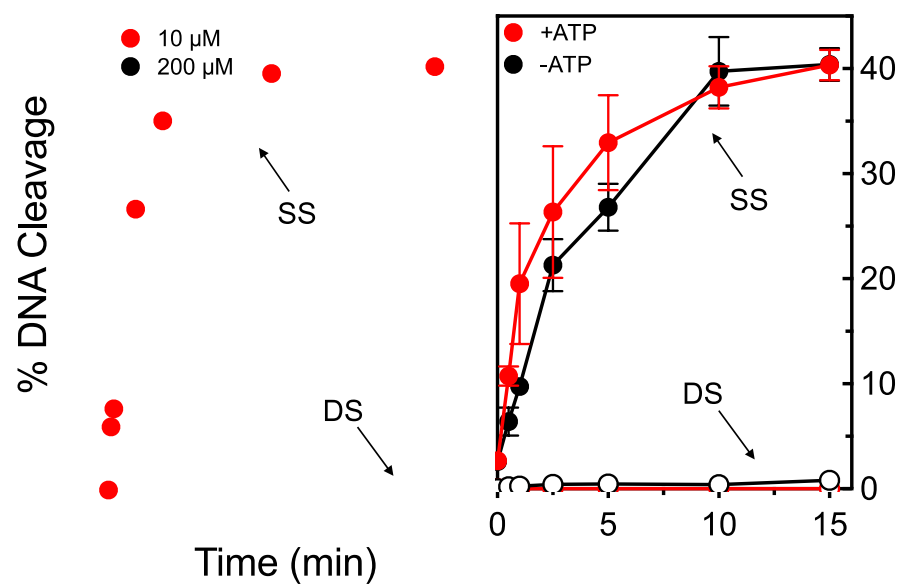 10 µM
200 µM
+ATP
-ATP
% DNA Cleavage
SS
SS
DS
DS
40
30
20
10
0
0
5
10
15
Time (min)